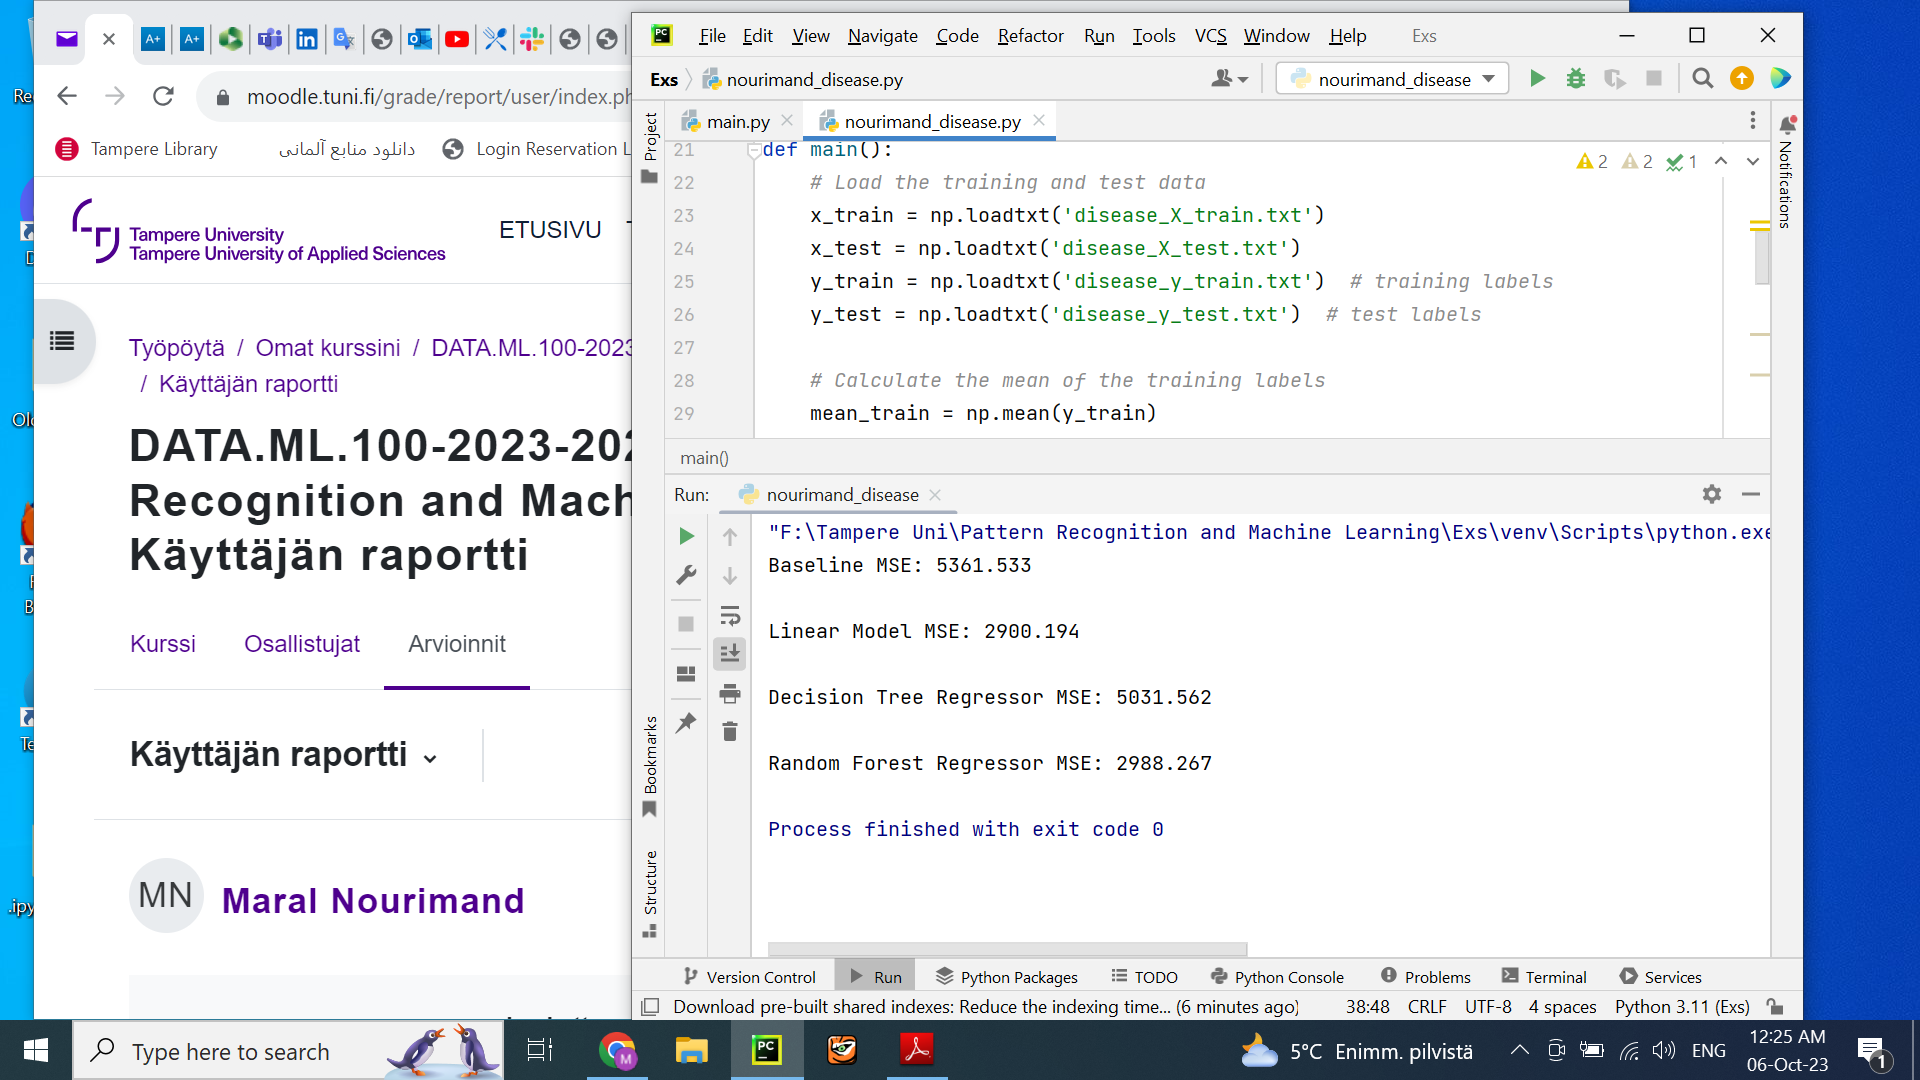 File Edit View Navigate Code Refactor Run Tools VCS Window Help Exs
Exs nourimand_disease.py nourimand_disease
moodle.tuni.fi/grade/report/user/index.ph
main.py nourimand_disease.py
Tampere Library دانلود منابع آلمانی Login Reservation L
Tampere University
Tampere University of Applied Sciences
ETUSIVU
Työpöytä / Omat kurssini / DATA.ML.100-2023
/ Käyttäjän raportti
DATA.ML.100-2023-202
Recognition and Mach
Käyttäjän raportti
Kurssi Osallistujat Arvioinnit
Käyttäjän raportti
MN Maral Nourimand
Project
Bookmarks
Structure
Notifications
2 2 1
21 def main():
22 # Load the training and test data
23 x_train = np.loadtxt('disease_X_train.txt')
24 x_test = np.loadtxt('disease_X_test.txt')
25 y_train = np.loadtxt('disease_y_train.txt') # training labels
26 y_test = np.loadtxt('disease_y_test.txt') # test labels
27
28 # Calculate the mean of the training labels
29 mean_train = np.mean(y_train)
main()
Run: nourimand_disease
"F:\Tampere Uni\Pattern Recognition and Machine Learning\Exs\venv\Scripts\python.exe
Baseline MSE: 5361.533
Linear Model MSE: 2900.194
Decision Tree Regressor MSE: 5031.562
Random Forest Regressor MSE: 2988.267
Process finished with exit code 0
Version Control Run Python Packages TODO Python Console Problems Terminal Services
Download pre-built shared indexes: Reduce the indexing time... (6 minutes ago) 38:48 CRLF UTF-8 4 spaces Python 3.11 (Exs)
Type here to search
5°C Enimm. pilvistä ENG
12:25 AM
06-Oct-23
1